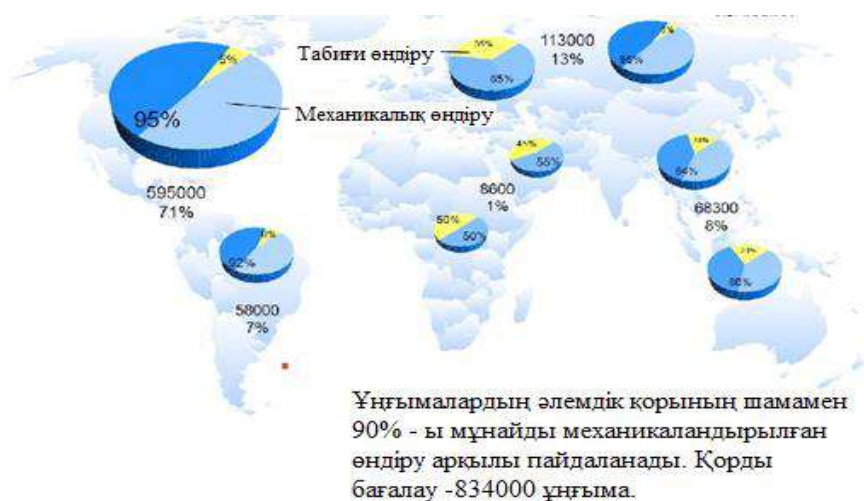 Табиғи өндіру
Механикалық өндіру
5%
95%
595000
71%
65%
113000
13%
55%
8600
1%
68300
8%
50%
50%
92%
58000
7%
Ұңғымалардың әлемдік қорының шамамен
90% - ы мұнайды механикаландырылған
өндіру арқылы пайдаланады. Қорды
бағалау -834000 ұңғыма.